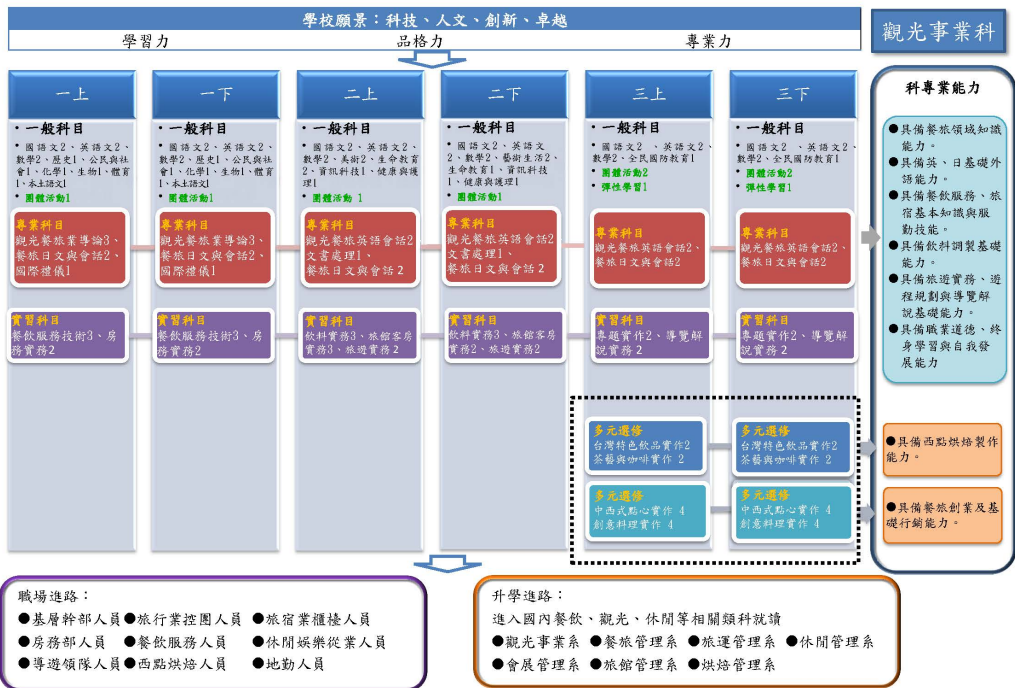 學校願景：科技、人文、創新、卓越
學習力
品格力
專業力
觀光事業科
一上
• 一般科目
• 國語文2、英語文2、
數學2、歷史1、公民與社
會1、化學1、生物1、體育
1、本土語文1
• 團體活動1
專業科目
觀光餐旅業導論3、
餐旅日文與會話2、
國際禮儀1
實習科目
餐飲服務技術3、房
務實務2
一下
• 一般科目
• 國語文2、英語文2、
數學2、歷史1、公民與社
會1、化學1、生物1、體育
1、本土語文1
• 團體活動1
專業科目
觀光餐旅業導論3、
餐旅日文與會話2、
國際禮儀1
實習科目
餐飲服務技術3、房
務實務2
二上
• 一般科目
• 國語文2、英語文2、
數學2、美術2、生命教育
2、資訊科技1、健康與護
理1
• 團體活動 1
專業科目
觀光餐旅英語會話2
文書處理1、
餐旅日文與會話 2
實習科目
飲料實務3、旅館客房
實務3、旅遊實務2
二下
• 一般科目
• 國語文2、英語文
2、數學2、藝術生活2、
生命教育1、資訊科技
1、健康與護理1
• 團體活動1
專業科目
觀光餐旅英語會話2
文書處理1、
餐旅日文與會話 2
實習科目
飲料實務3、旅館客房
實務2、旅遊實務2
三上
• 一般科目
• 國語文2 、英語文2、
數學2、全民國防教育1
• 團體活動2
• 彈性學習1
專業科目
觀光餐旅英語會話2、
餐旅日文與會話2
實習科目
專題實作2、導覽解
說實務 2
多元選修
台灣特色飲品實作2
茶藝與咖啡實作 2
多元選修
中西式點心實作 4
創意料理實作 4
三下
• 一般科目
• 國語文2 、英語文2、
數學2、全民國防教育1
• 團體活動2
• 彈性學習1
專業科目
觀光餐旅英語會話2、
餐旅日文與會話2
實習科目
專題實作2、導覽解
說實務 2
多元選修
台灣特色飲品實作2
茶藝與咖啡實作 2
多元選修
中西式點心實作 4
創意料理實作 4
科專業能力
●具備餐旅領域知識
能力。
●具備英、日基礎外
語能力。
●具備餐飲服務、旅
宿基本知識與服
勤技能。
●具備飲料調製基礎
能力。
●具備旅遊實務、遊
程規劃與導覽解
說基礎能力。
●具備職業道德、終
身學習與自我發
展能力
●具備西點烘焙製作
能力。
●具備餐旅創業及基
礎行銷能力。
職場進路：
●基層幹部人員●旅行業控團人員 ●旅宿業櫃檯人員
●房務部人員 ●餐飲服務人員 ●休閒娛樂從業人員
●導遊領隊人員●西點烘焙人員 ●地勤人員
升學進路：
進入國內餐飲、觀光、休閒等相關類科就讀
●觀光事業系 ●餐旅管理系 ●旅運管理系 ●休閒管理系
●會展管理系 ●旅館管理系 ●烘焙管理系